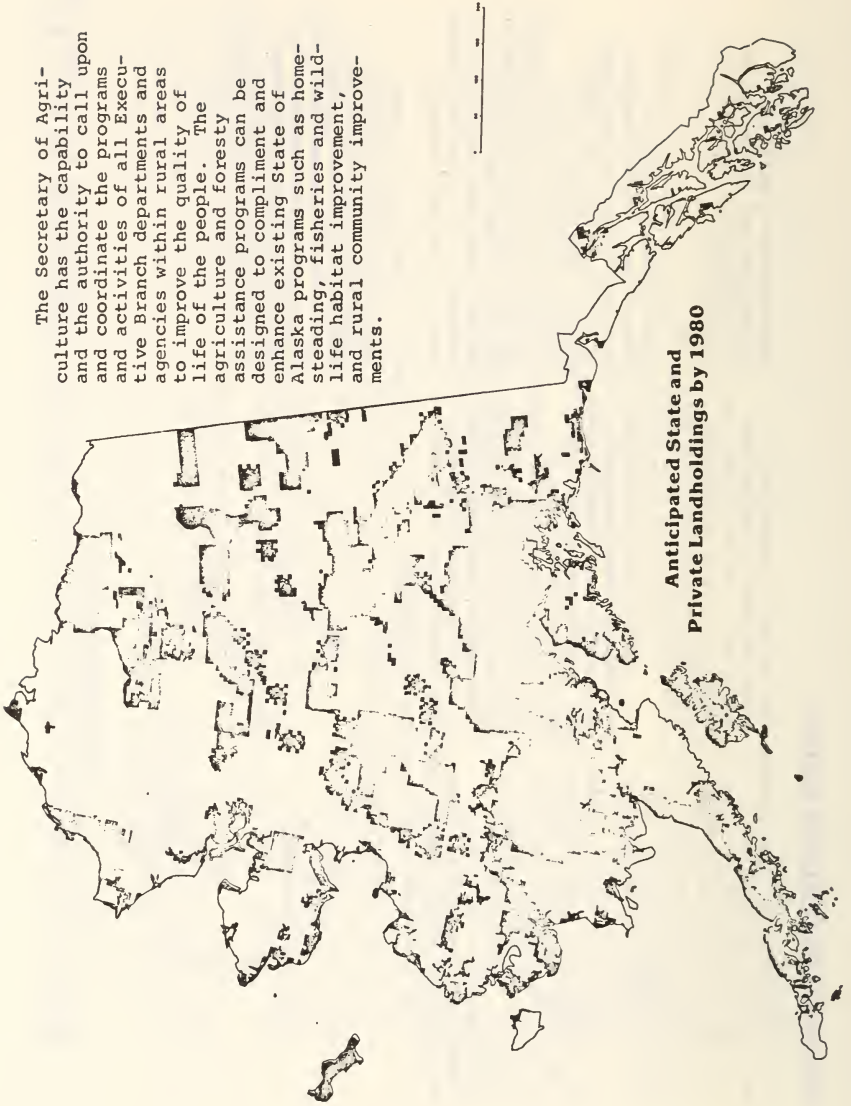 The Secretary of Agri-
culture has the capability
and the authority to call upon
and coordinate the programs
and activities of all Execu-
tive Branch departments and
agencies within rural areas
to improve the quality of
life of the people. The
agriculture and foresty
assistance programs can be
designed to compliment and
enhance existing State of
Alaska programs such as home-
steading, fisheries and wild-
life habitat improvement,
and rural community improve-
ments.
Anticipated State and
Private Landholdings by 1980